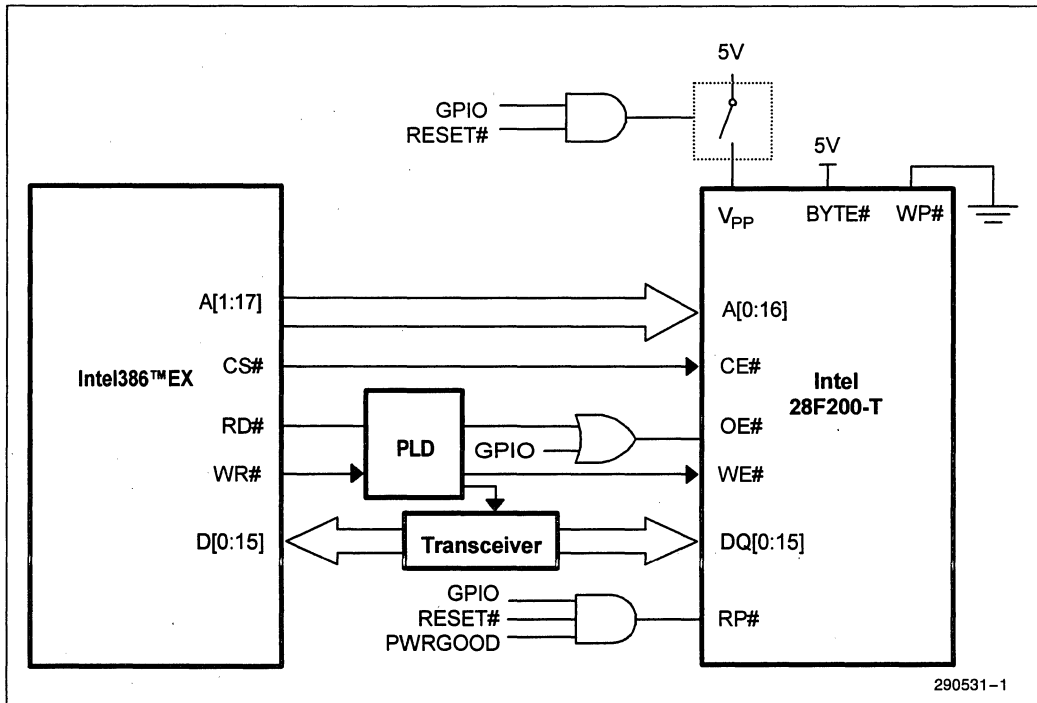 5V
GPIO
RESET#
5V
VPP BYTE# WP#
A[1:17] A[0:16]
CS# CE#
Intel386™EX
Intel
28F200-T
RD# OE#
PLD
GPIO
WR# WE#
D[0:15] Transceiver DQ[0:15]
GPIO
RESET#
PWRGOOD
RP#
290531-1